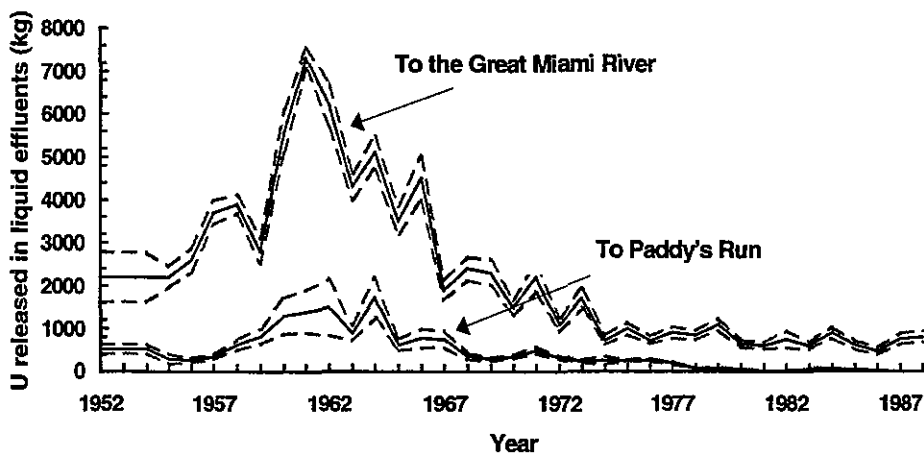 U released in liquid effluents (kg)
8000
7000
6000
5000
4000
3000
2000
1000
0
To the Great Miami River
To Paddy's Run
1952 1957 1962 1967 1972 1977 1982 1987
Year